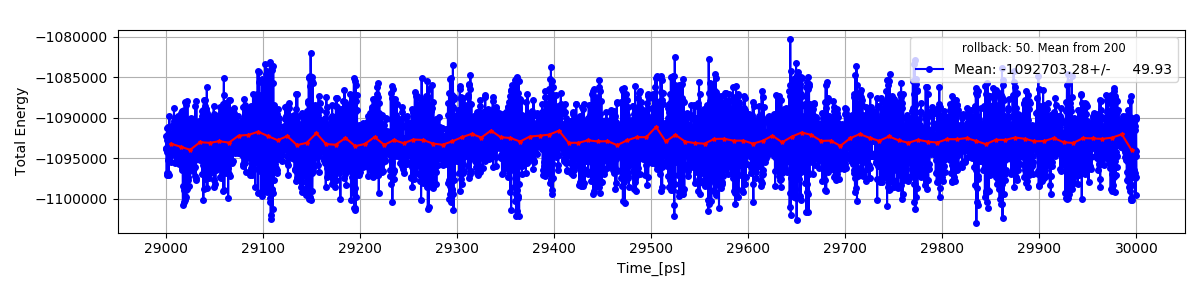 −1080000
−1085000
−1090000
−1095000
−1100000
Total Energy
rollback: 50. Mean from 200
Mean: -1092703.28+/- 49.93
29000 29100 29200 29300 29400 29500 29600 29700 29800 29900 30000
Time_[ps]